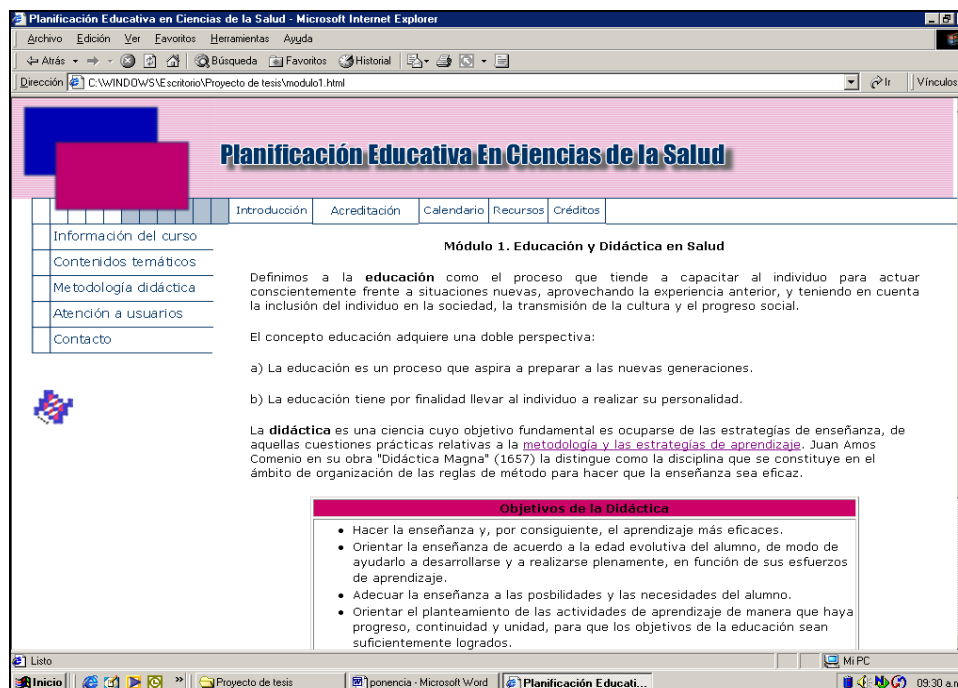 Planificación Educativa en Ciencias de la Salud - Microsoft Internet Explorer
Archivo Edición Ver Favoritos Herramientas Ayuda
Atrás Búsqueda Favoritos Historial
Dirección C:\WINDOWS\Escritorio\Proyecto de tesis\modulo1.html Ir Vínculos
Planificación Educativa En Ciencias de la Salud
Introducción Acreditación Calendario Recursos Créditos
Información del curso
Contenidos temáticos
Metodología didáctica
Atención a usuarios
Contacto
Módulo 1. Educación y Didáctica en Salud
Definimos a la educación como el proceso que tiende a capacitar al individuo para actuar
conscientemente frente a situaciones nuevas, aprovechando la experiencia anterior, y teniendo en cuenta
la inclusión del individuo en la sociedad, la transmisión de la cultura y el progreso social.
El concepto educación adquiere una doble perspectiva:
a) La educación es un proceso que aspira a preparar a las nuevas generaciones.
b) La educación tiene por finalidad llevar al individuo a realizar su personalidad.
La didáctica es una ciencia cuyo objetivo fundamental es ocuparse de las estrategías de enseñanza, de
aquellas cuestiones prácticas relativas a la metodología y las estrategías de aprendizaje. Juan Amos
Comenio en su obra "Didáctica Magna" (1657) la distingue como la disciplina que se constituye en el
ámbito de organización de las reglas de método para hacer que la enseñanza sea eficaz.
Objetivos de la Didáctica
• Hacer la enseñanza y, por consiguiente, el aprendizaje más eficaces.
• Orientar la enseñanza de acuerdo a la edad evolutiva del alumno, de modo de
ayudarlo a desarrollarse y a realizarse plenamente, en función de sus esfuerzos
de aprendizaje.
• Adecuar la enseñanza a las posbilidades y las necesidades del alumno.
• Orientar el planteamiento de las actividades de aprendizaje de manera que haya
progreso, continuidad y unidad, para que los objetivos de la educación sean
suficientemente logrados.
Listo Mi PC
Inicio » Proyecto de tesis ponencia - Microsoft Word Planificación Educati... 09:30 a.m